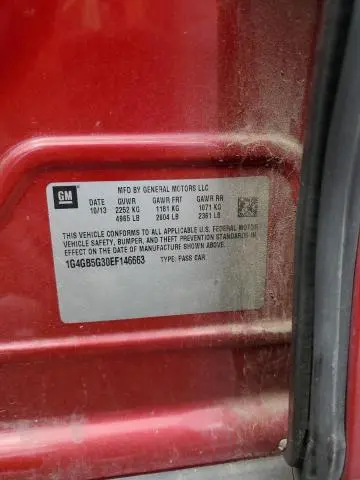 GM
MFD BY GENERAL MOTORS LLC
DATE GVWR GAWR FRT GAWR RR
10/13 2252 KG 1181 KG 1071 KG
4965 LB 2604 LB 2361 LB
THIS VEHICLE CONFORMS TO ALL APPLICABLE U.S. FEDERAL MOTOR
VEHICLE SAFETY, BUMPER, AND THEFT PREVENTION STANDARDS IN
EFFECT ON THE DATE OF MANUFACTURE SHOWN ABOVE.
1G4GB5G30EF146663 TYPE: PASS CAR